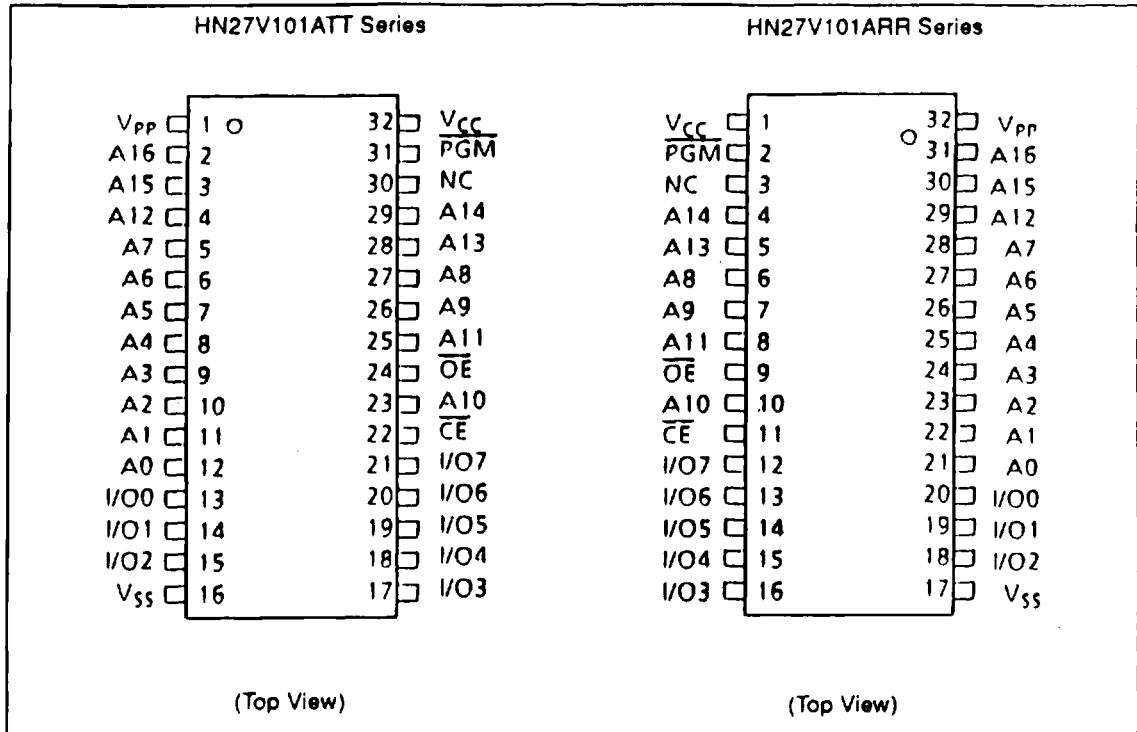 HN27V101ATT Series
VPP 1 32 VCC
A16 2 31 PGM
A15 3 30 NC
A12 4 29 A14
A7 5 28 A13
A6 6 27 A8
A5 7 26 A9
A4 8 25 A11
A3 9 24 OE
A2 10 23 A10
A1 11 22 CE
A0 12 21 I/O7
I/O0 13 20 I/O6
I/O1 14 19 I/O5
I/O2 15 18 I/O4
VSS 16 17 I/O3
(Top View)
HN27V101ARR Series
VCC 1 32 VPP
PGM 2 31 A16
NC 3 30 A15
A14 4 29 A12
A13 5 28 A7
A8 6 27 A6
A9 7 26 A5
A11 8 25 A4
OE 9 24 A3
A10 10 23 A2
CE 11 22 A1
I/O7 12 21 A0
I/O6 13 20 I/O0
I/O5 14 19 I/O1
I/O4 15 18 I/O2
I/O3 16 17 VSS
(Top View)